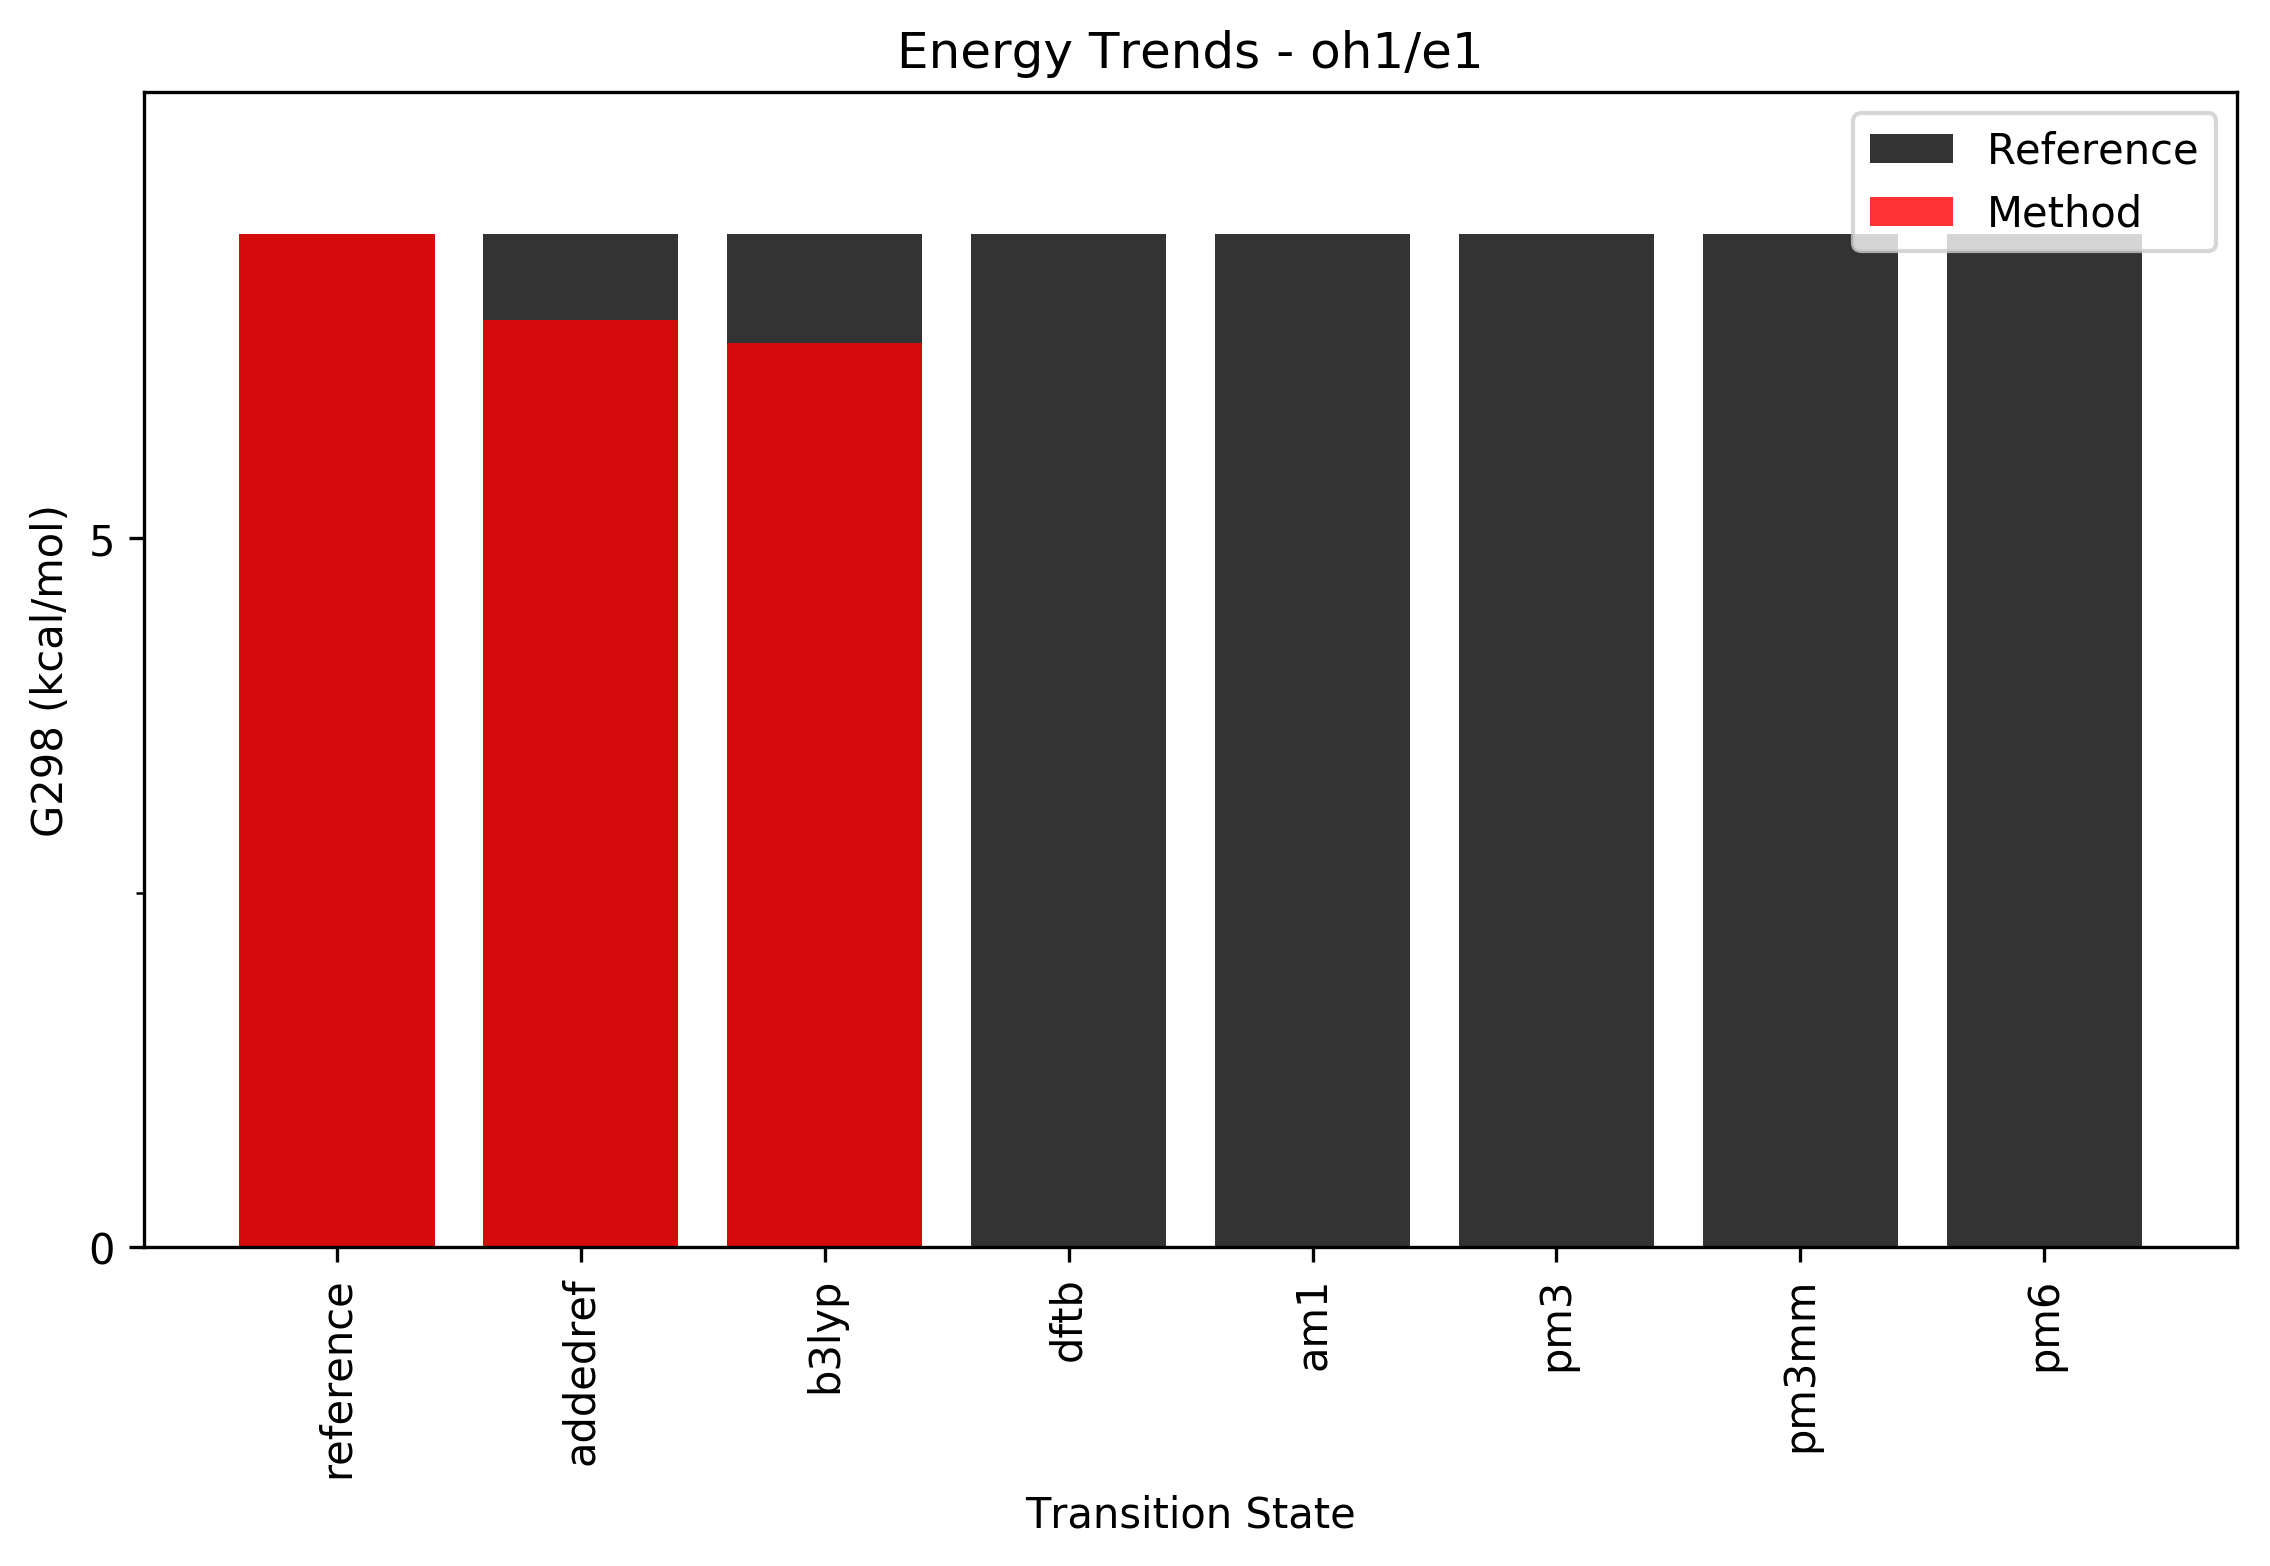 Energy Trends - oh1/e1
Reference
Method
G298 (kcal/mol)
5
0
reference
addedref
b3lyp
dftb
am1
pm3
pm3mm
pm6
Transition State